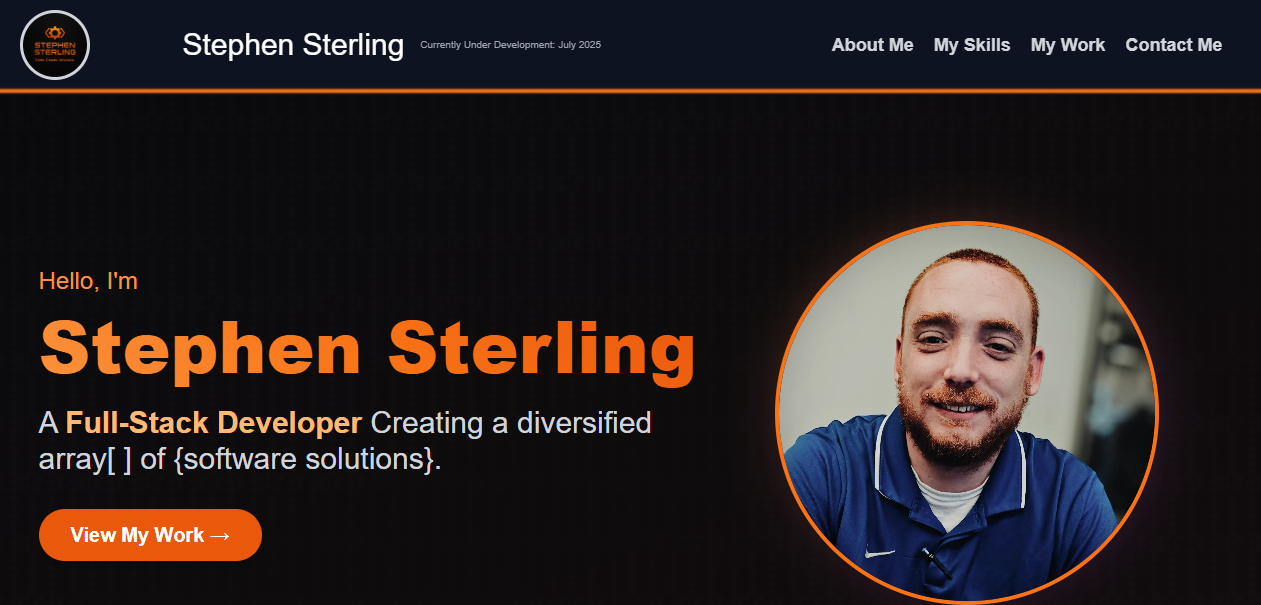 STEPHEN
STERLING
Stephen Sterling
Currently Under Development: July 2025
About Me My Skills My Work Contact Me
Hello, I'm
Stephen Sterling
A Full-Stack Developer Creating a diversified
array[ ] of {software solutions}.
View My Work →